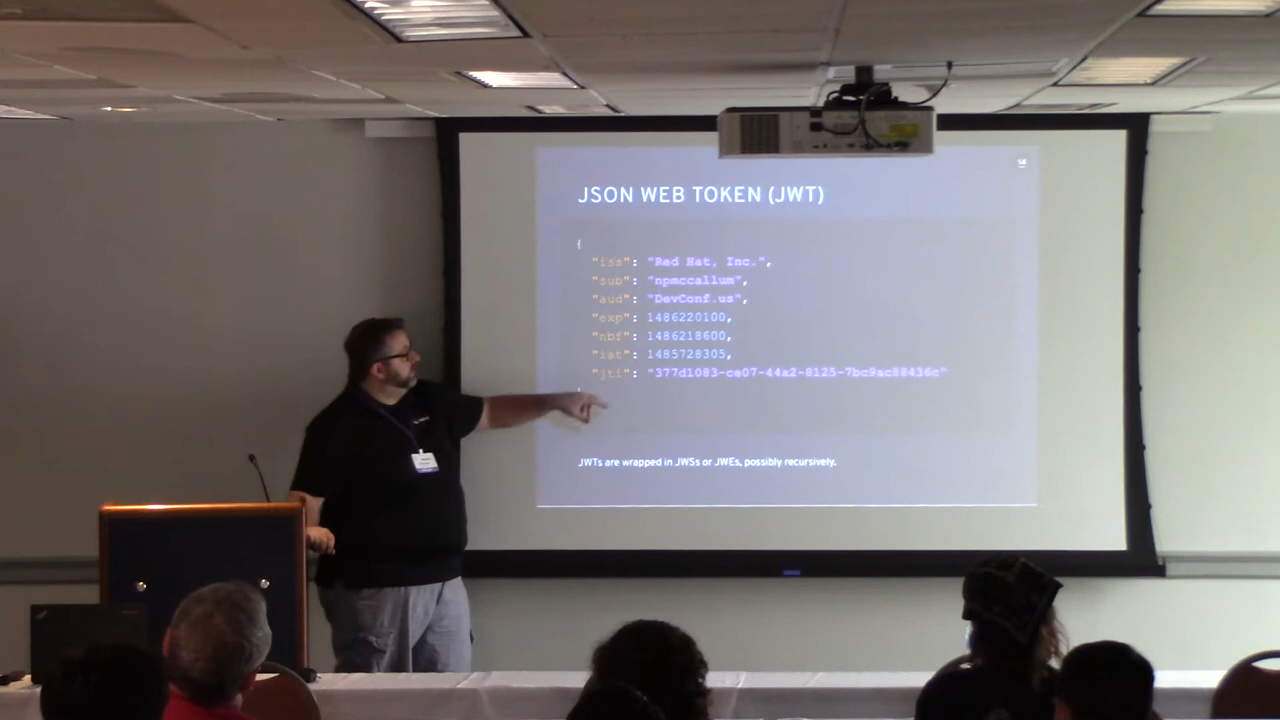 JSON WEB TOKEN (JWT)
{
"iss": "Red Hat, Inc.",
"sub": "npmccallum",
"aud": "DevConf.us",
"exp": 1486220100,
"nbf": 1486218600,
"iat": 1485728305,
"jti": "377d1083-ce07-44a2-8125-7bc9ac88436c"
JWTs are wrapped in JWSs or JWEs, possibly recursively.